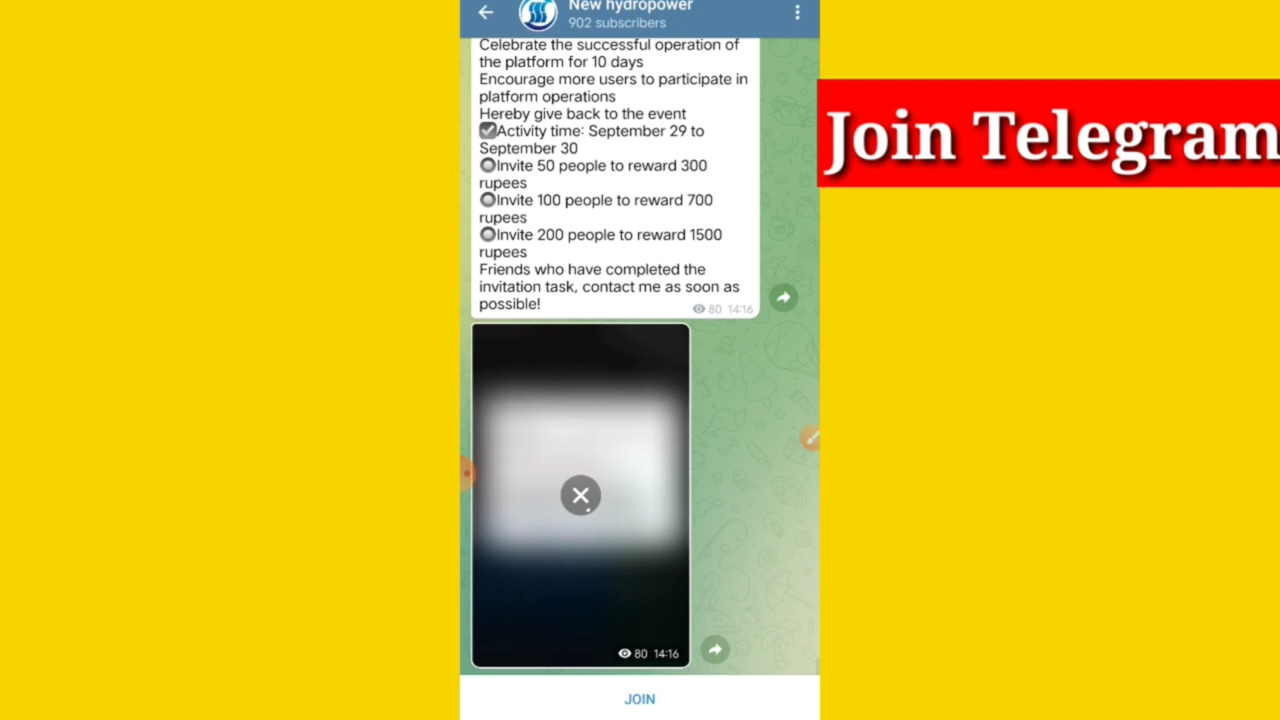 New hydropower
902 subscribers
Celebrate the successful operation of
the platform for 10 days
Encourage more users to participate in
platform operations
Hereby give back to the event
☑Activity time: September 29 to
September 30
🔘Invite 50 people to reward 300
rupees
🔘Invite 100 people to reward 700
rupees
🔘Invite 200 people to reward 1500
rupees
Friends who have completed the
invitation task, contact me as soon as
possible!
80 14:16
80 14:16
JOIN
Join Telegram